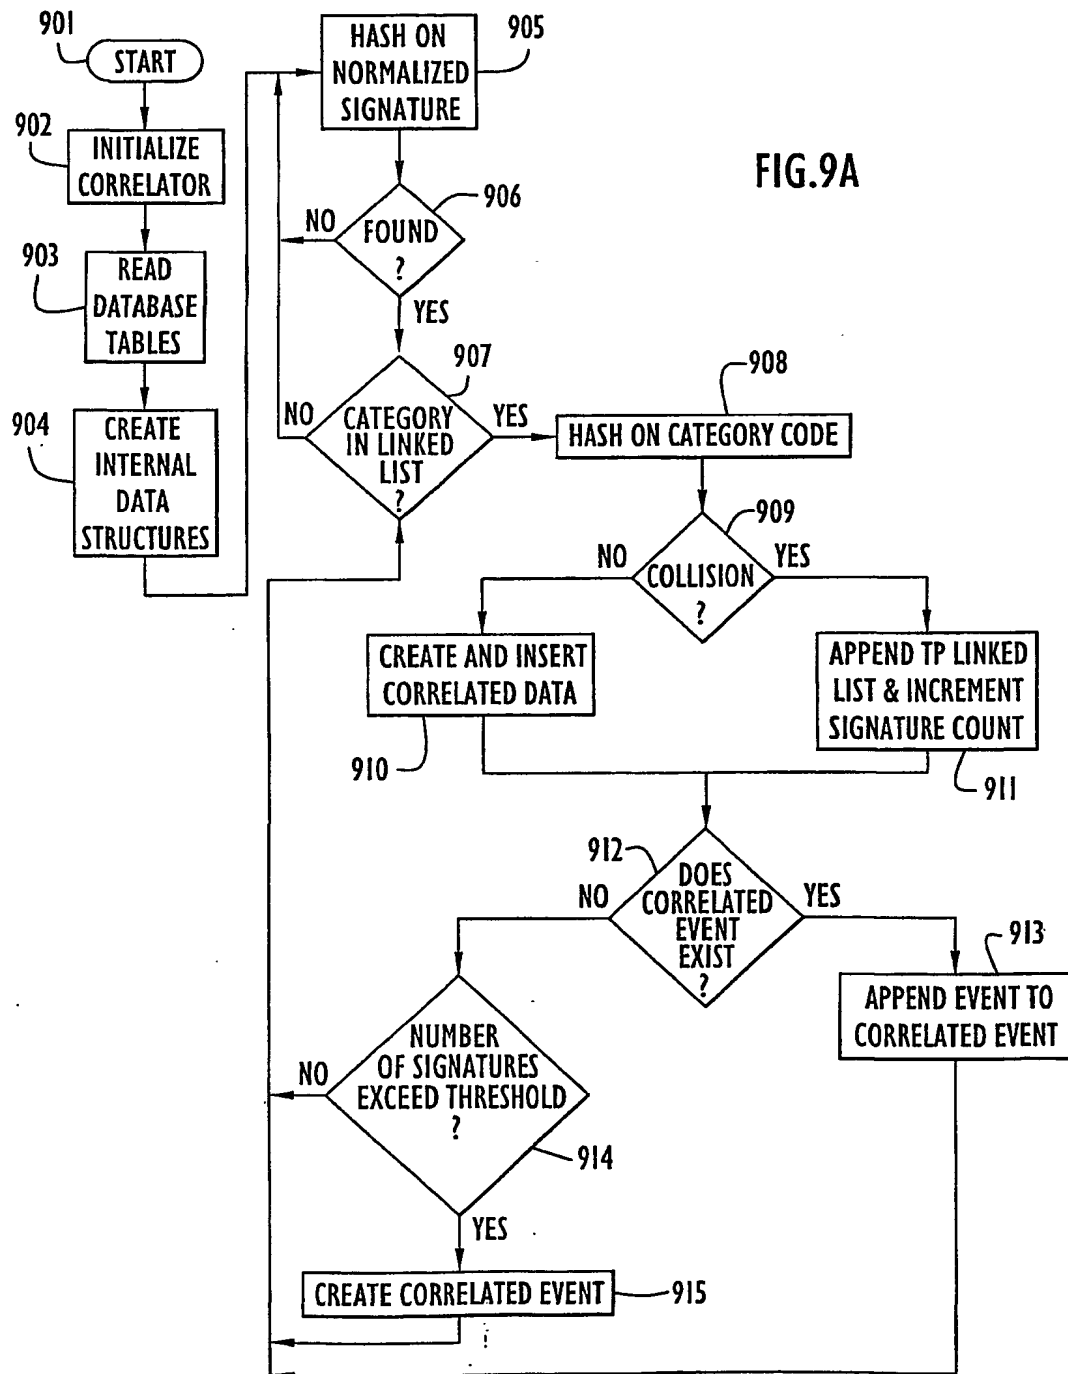 901
START
902
INITIALIZE
CORRELATOR
903
READ
DATABASE
TABLES
904
CREATE
INTERNAL
DATA
STRUCTURES
HASH ON
NORMALIZED
SIGNATURE
905
FIG.9A
906
NO
FOUND
?
YES
907
NO
CATEGORY
IN LINKED
LIST
?
YES
908
HASH ON CATEGORY CODE
909
NO
COLLISION
?
YES
CREATE AND INSERT
CORRELATED DATA
910
APPEND TP LINKED
LIST & INCREMENT
SIGNATURE COUNT
911
912
NO
DOES
CORRELATED
EVENT
EXIST
?
YES
913
APPEND EVENT TO
CORRELATED EVENT
NO
NUMBER
OF SIGNATURES
EXCEED THRESHOLD
?
914
YES
CREATE CORRELATED EVENT
915